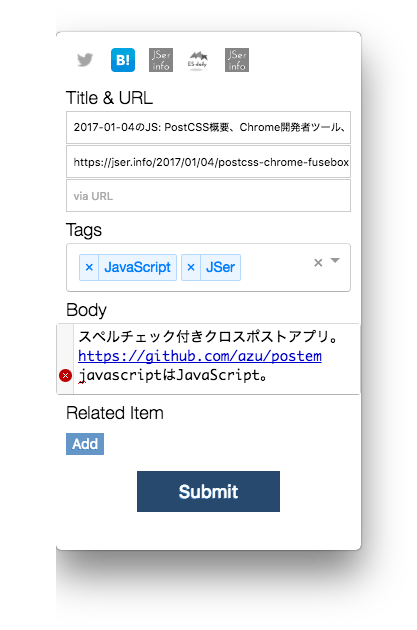 B!
JSer
info
ES-daily
JSer
info
Title & URL
2017-01-04のJS: PostCSS概要、Chrome開発者ツール、
https://jser.info/2017/01/04/postcss-chrome-fusebox
via URL
Tags
× JavaScript × JSer × 
Body
スペルチェック付きクロスポストアプリ。
https://github.com/azu/postem
javascriptはJavaScript。
Related Item
Add
Submit